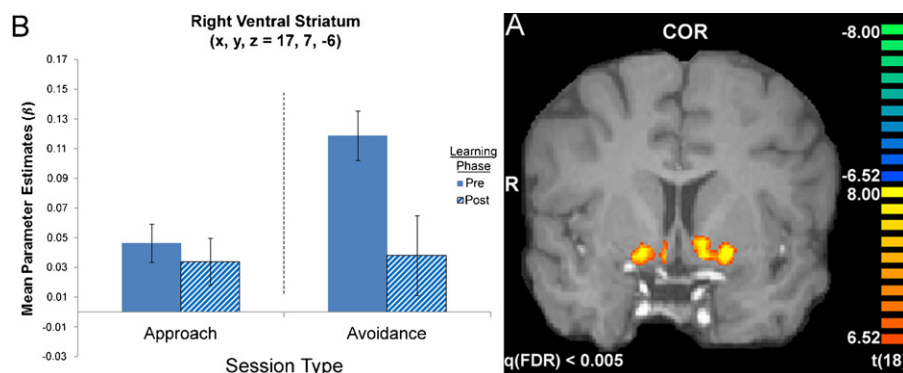 B
Right Ventral Striatum
(x, y, z = 17, 7, -6)
0.17
0.15
0.13
0.11
0.09
0.07
0.05
0.03
0.01
-0.01
-0.03
Mean Parameter Estimates (β)
Approach
Avoidance
Session Type
Learning
Phase
Pre
Post
A
COR
R
-8.00
-6.52
8.00
6.52
q(FDR) < 0.005
t(18